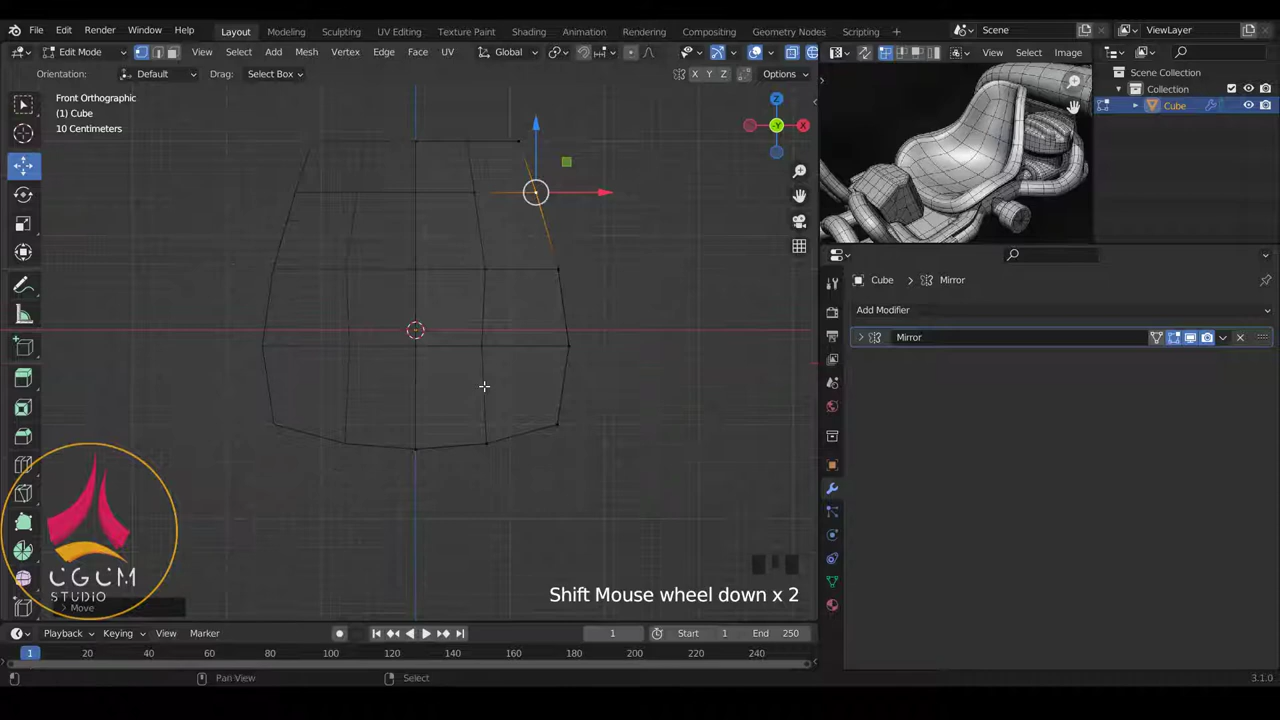 File Edit Render Window Help Layout Modeling Sculpting UV Editing Texture Paint Shading Animation Rendering Compositing Geometry Nodes Scripting + Scene ViewLayer
Edit Mode View Select Add Mesh Vertex Edge Face UV Global View Select Image
Orientation: Default Drag: Select Box X Y Z Options
Scene Collection
Collection
Cube
Front Orthographic
(1) Cube
10 Centimeters
Z
-Y
X
Cube > Mirror
Add Modifier
Mirror
CGCM
STUDIO
> Move
Shift Mouse wheel down x 2
Playback Keying View Marker 1 Start 1 End 250
1 20 40 60 80 100 120 140 160 180 200 220 240
Pan View Select 3.1.0